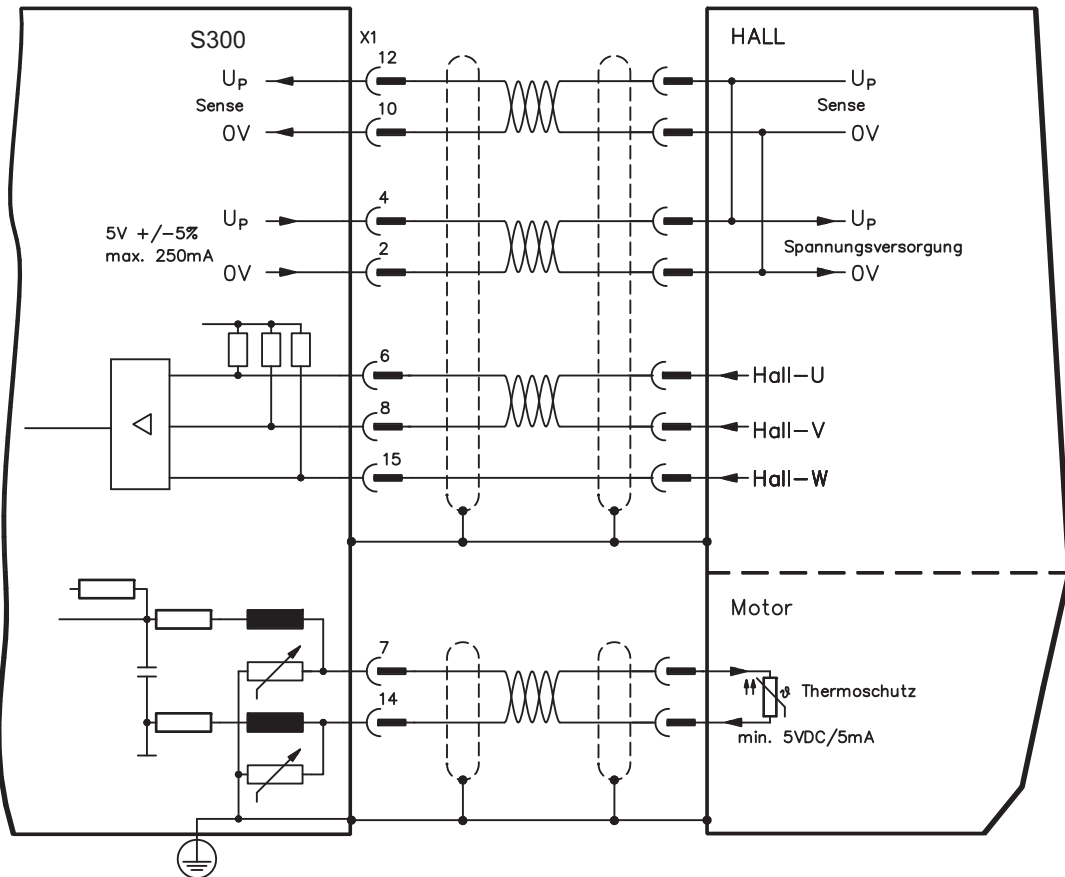 S300
X1
HALL
12
UP
UP
Sense
Sense
10
0V
0V
4
UP
UP
5V +/-5%
max. 250mA
Spannungsversorgung
2
0V
0V
6
Hall-U
8
Hall-V
15
Hall-W
Motor
7
ϑ Thermoschutz
14
min. 5VDC/5mA